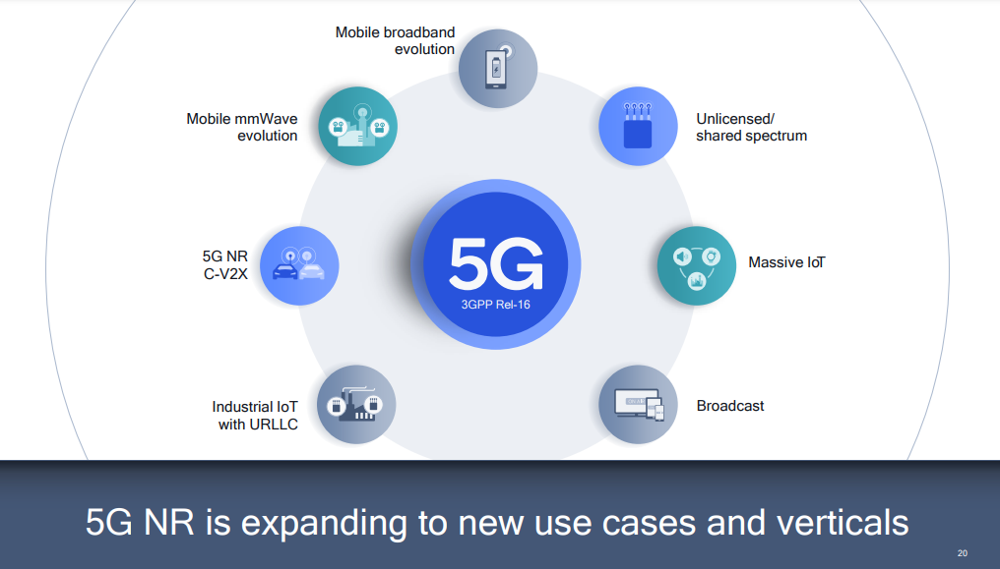 Mobile broadband
evolution
Mobile mmWave
evolution
Unlicensed/
shared spectrum
5G NR
C-V2X
5G
3GPP Rel-16
Massive IoT
Industrial IoT
with URLLC
Broadcast
5G NR is expanding to new use cases and verticals
20